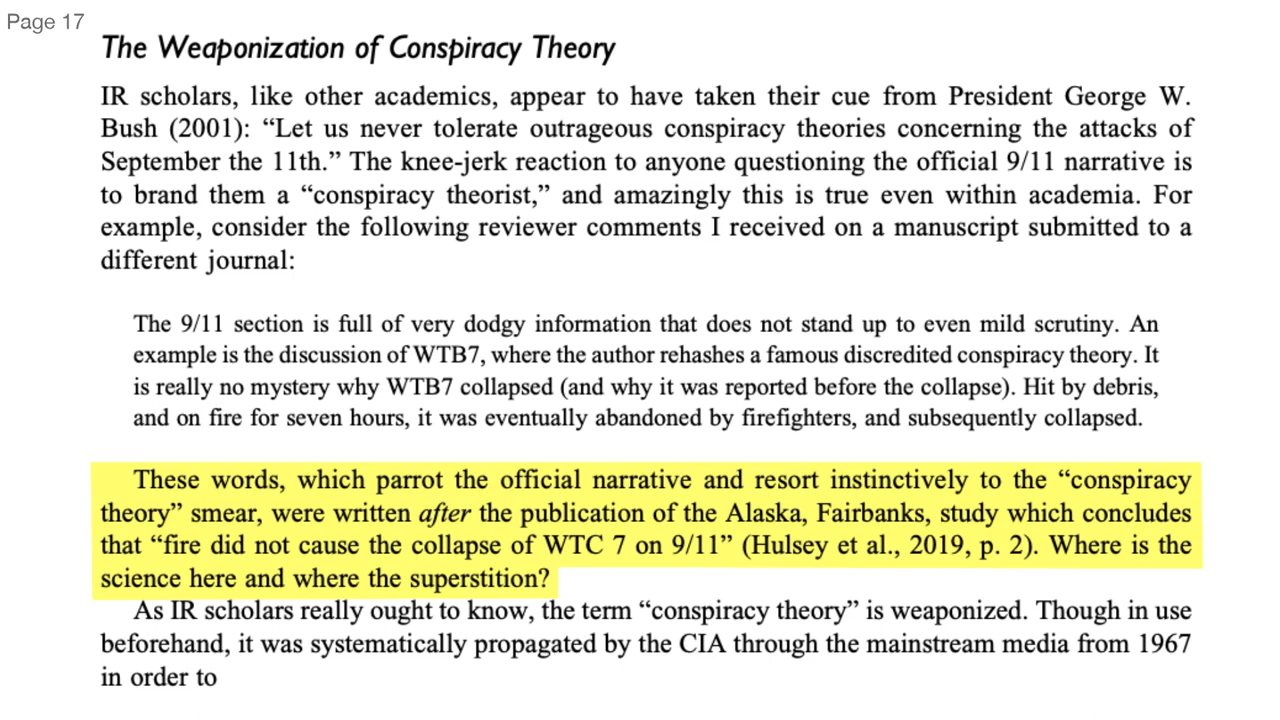 Page 17
The Weaponization of Conspiracy Theory
IR scholars, like other academics, appear to have taken their cue from President George W.
Bush (2001): “Let us never tolerate outrageous conspiracy theories concerning the attacks of
September the 11th.” The knee-jerk reaction to anyone questioning the official 9/11 narrative is
to brand them a “conspiracy theorist,” and amazingly this is true even within academia. For
example, consider the following reviewer comments I received on a manuscript submitted to a
different journal:
The 9/11 section is full of very dodgy information that does not stand up to even mild scrutiny. An
example is the discussion of WTB7, where the author rehashes a famous discredited conspiracy theory. It
is really no mystery why WTB7 collapsed (and why it was reported before the collapse). Hit by debris,
and on fire for seven hours, it was eventually abandoned by firefighters, and subsequently collapsed.
These words, which parrot the official narrative and resort instinctively to the “conspiracy
theory” smear, were written after the publication of the Alaska, Fairbanks, study which concludes
that “fire did not cause the collapse of WTC 7 on 9/11” (Hulsey et al., 2019, p. 2). Where is the
science here and where the superstition?
As IR scholars really ought to know, the term “conspiracy theory” is weaponized. Though in use
beforehand, it was systematically propagated by the CIA through the mainstream media from 1967
in order to